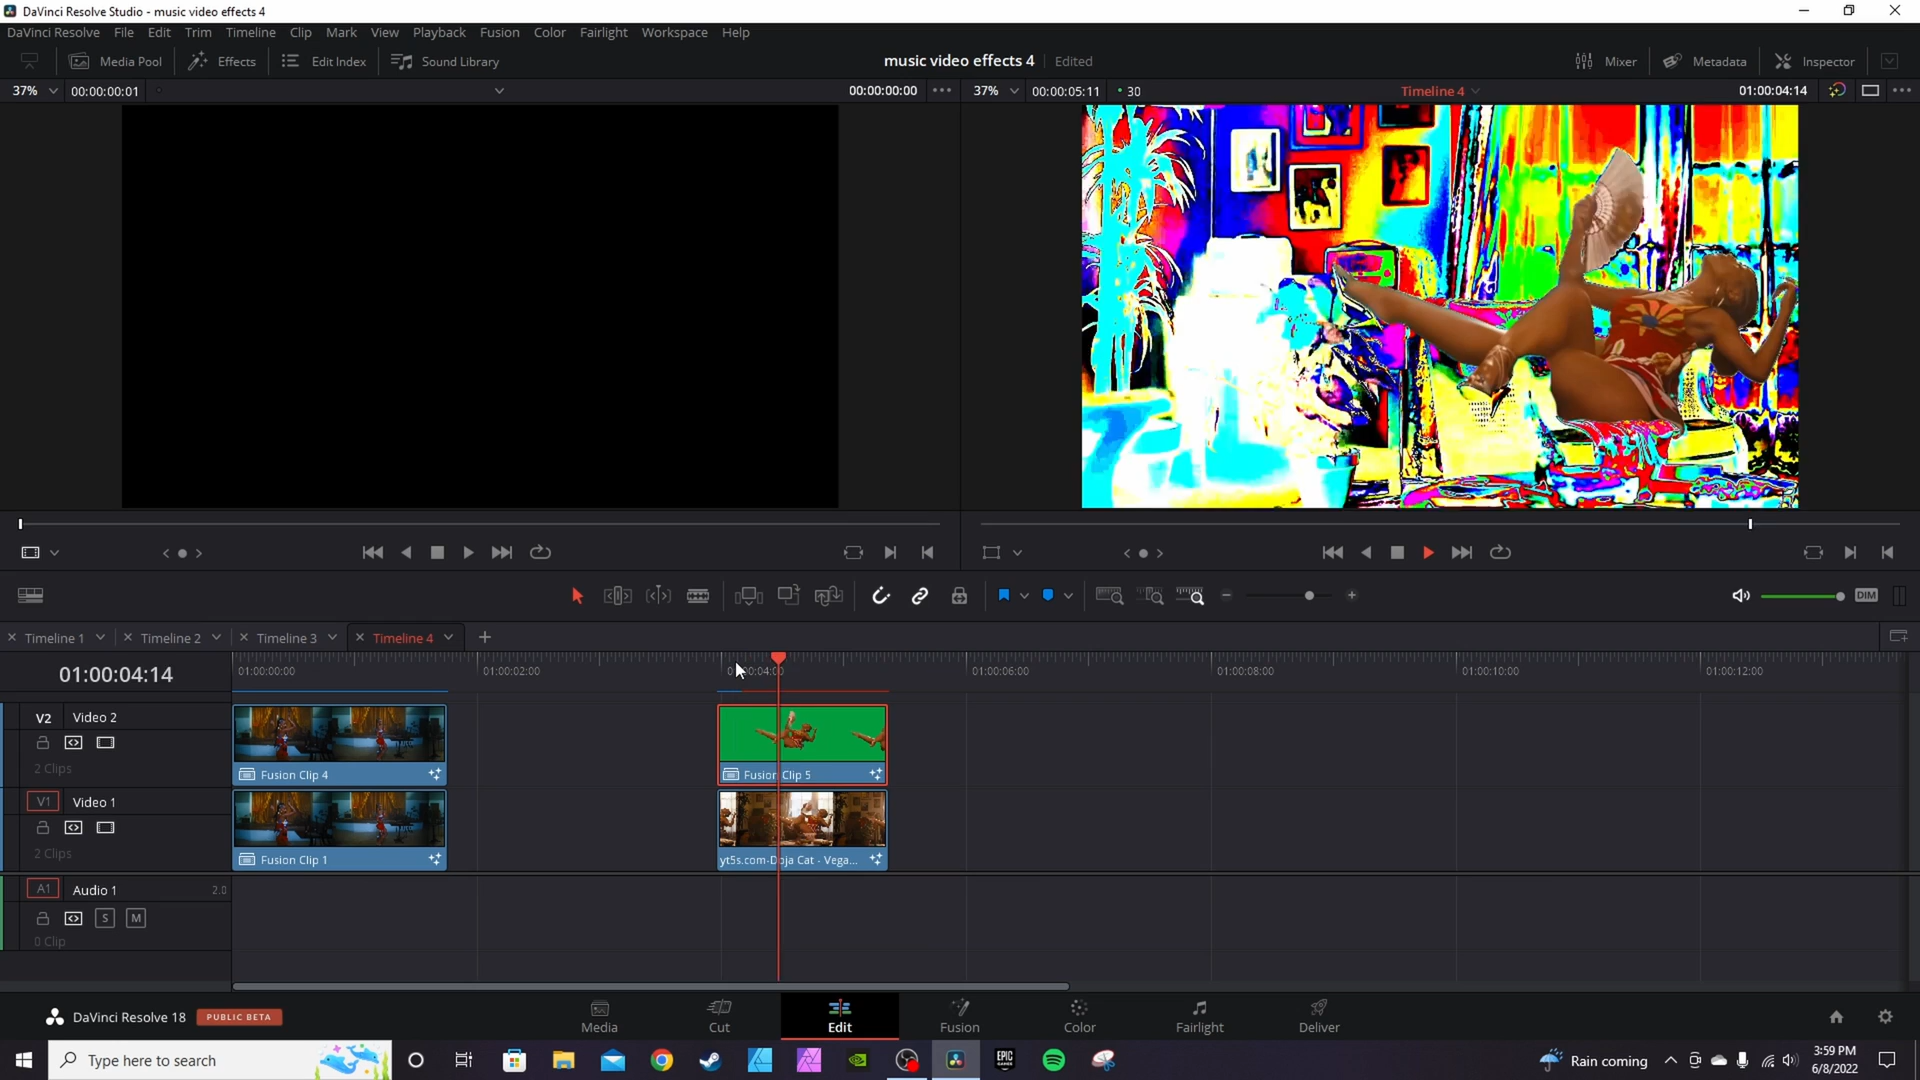 DaVinci Resolve Studio - music video effects 4
DaVinci Resolve File Edit Trim Timeline Clip Mark View Playback Fusion Color Fairlight Workspace Help
Media Pool Effects Edit Index Sound Library music video effects 4 Edited Mixer Metadata Inspector
37% 00:00:00:01 00:00:00:00 37% 00:00:05:11 30 Timeline 4 01:00:04:14
DIM
Timeline 1 Timeline 2 Timeline 3 Timeline 4
01:00:04:14 01:00:00:00 01:00:02:00 01:00:04:00 01:00:06:00 01:00:08:00 01:00:10:00 01:00:12:00
V2 Video 2
2 Clips
Fusion Clip 4 Fusion Clip 5
V1 Video 1
2 Clips
Fusion Clip 1 yt5s.com-Doja Cat - Vega...
A1 Audio 1 2.0
S M
0 Clip
DaVinci Resolve 18 PUBLIC BETA Media Cut Edit Fusion Color Fairlight Deliver
Type here to search EPIC GAMES Rain coming 3:59 PM
6/8/2022